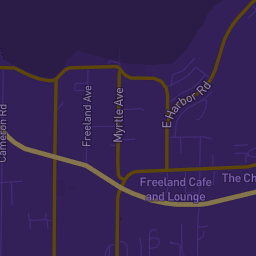 Cameron Rd
Freeland Ave
Myrtle Ave
E Harbor Rd
Freeland Cafe
and Lounge
The Ch